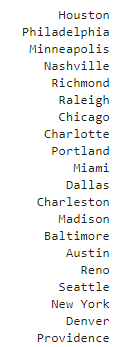 Houston
Philadelphia
Minneapolis
Nashville
Richmond
Raleigh
Chicago
Charlotte
Portland
Miami
Dallas
Charleston
Madison
Baltimore
Austin
Reno
Seattle
New York
Denver
Providence